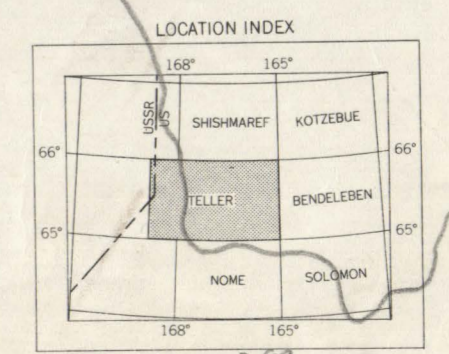 LOCATION INDEX
168° 165°
USSR
US
SHISHMAREF KOTZEBUE
66° 66°
TELLER BENDELEBEN
65° 65°
NOME SOLOMON
168° 165°